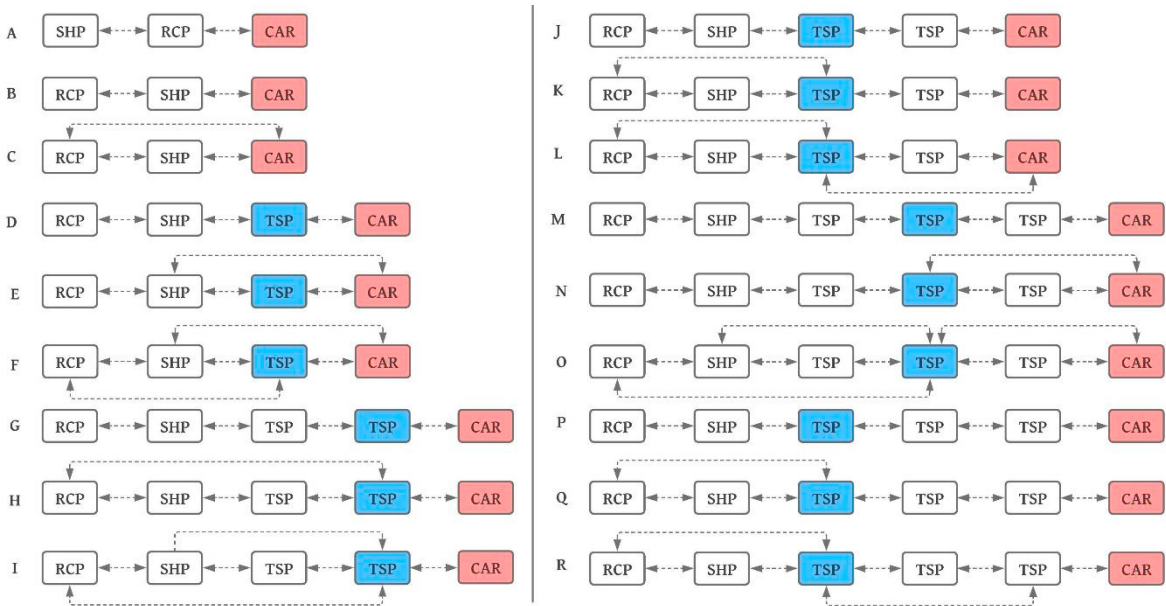 A SHP RCP CAR
B RCP SHP CAR
C RCP SHP CAR
D RCP SHP TSP CAR
E RCP SHP TSP CAR
F RCP SHP TSP CAR
G RCP SHP TSP TSP CAR
H RCP SHP TSP TSP CAR
I RCP SHP TSP TSP CAR
J RCP SHP TSP TSP CAR
K RCP SHP TSP TSP CAR
L RCP SHP TSP TSP CAR
M RCP SHP TSP TSP TSP CAR
N RCP SHP TSP TSP TSP CAR
O RCP SHP TSP TSP TSP CAR
P RCP SHP TSP TSP TSP CAR
Q RCP SHP TSP TSP TSP CAR
R RCP SHP TSP TSP TSP CAR